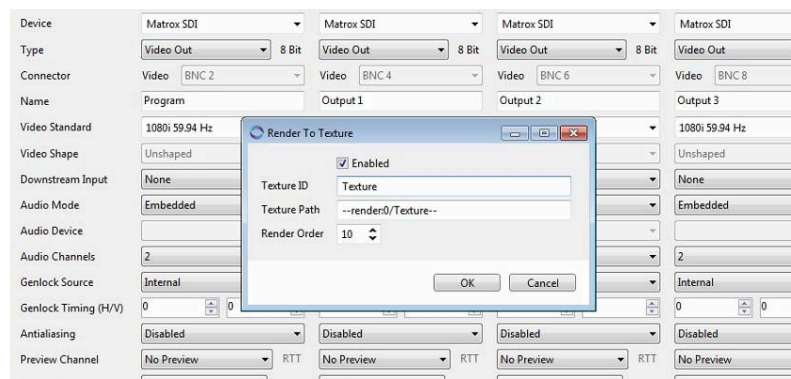 Device Matrox SDI Matrox SDI Matrox SDI Matrox SDI
Type Video Out 8 Bit Video Out 8 Bit Video Out 8 Bit Video Out
Connector Video BNC 2 Video BNC 4 Video BNC 6 Video BNC 8
Name Program Output 1 Output 2 Output 3
Video Standard 1080i 59.94 Hz 1080i 59.94 Hz
Render To Texture
Video Shape Unshaped Unshaped
Enabled
Downstream Input None None
Texture ID Texture
Audio Mode Embedded Embedded
Texture Path --render:0/Texture--
Audio Device
Render Order 10
Audio Channels 2 2
Genlock Source Internal Internal
OK Cancel
Genlock Timing (H/V) 0 0 0 0
Antialiasing Disabled Disabled Disabled Disabled
Preview Channel No Preview RTT No Preview RTT No Preview RTT No Preview